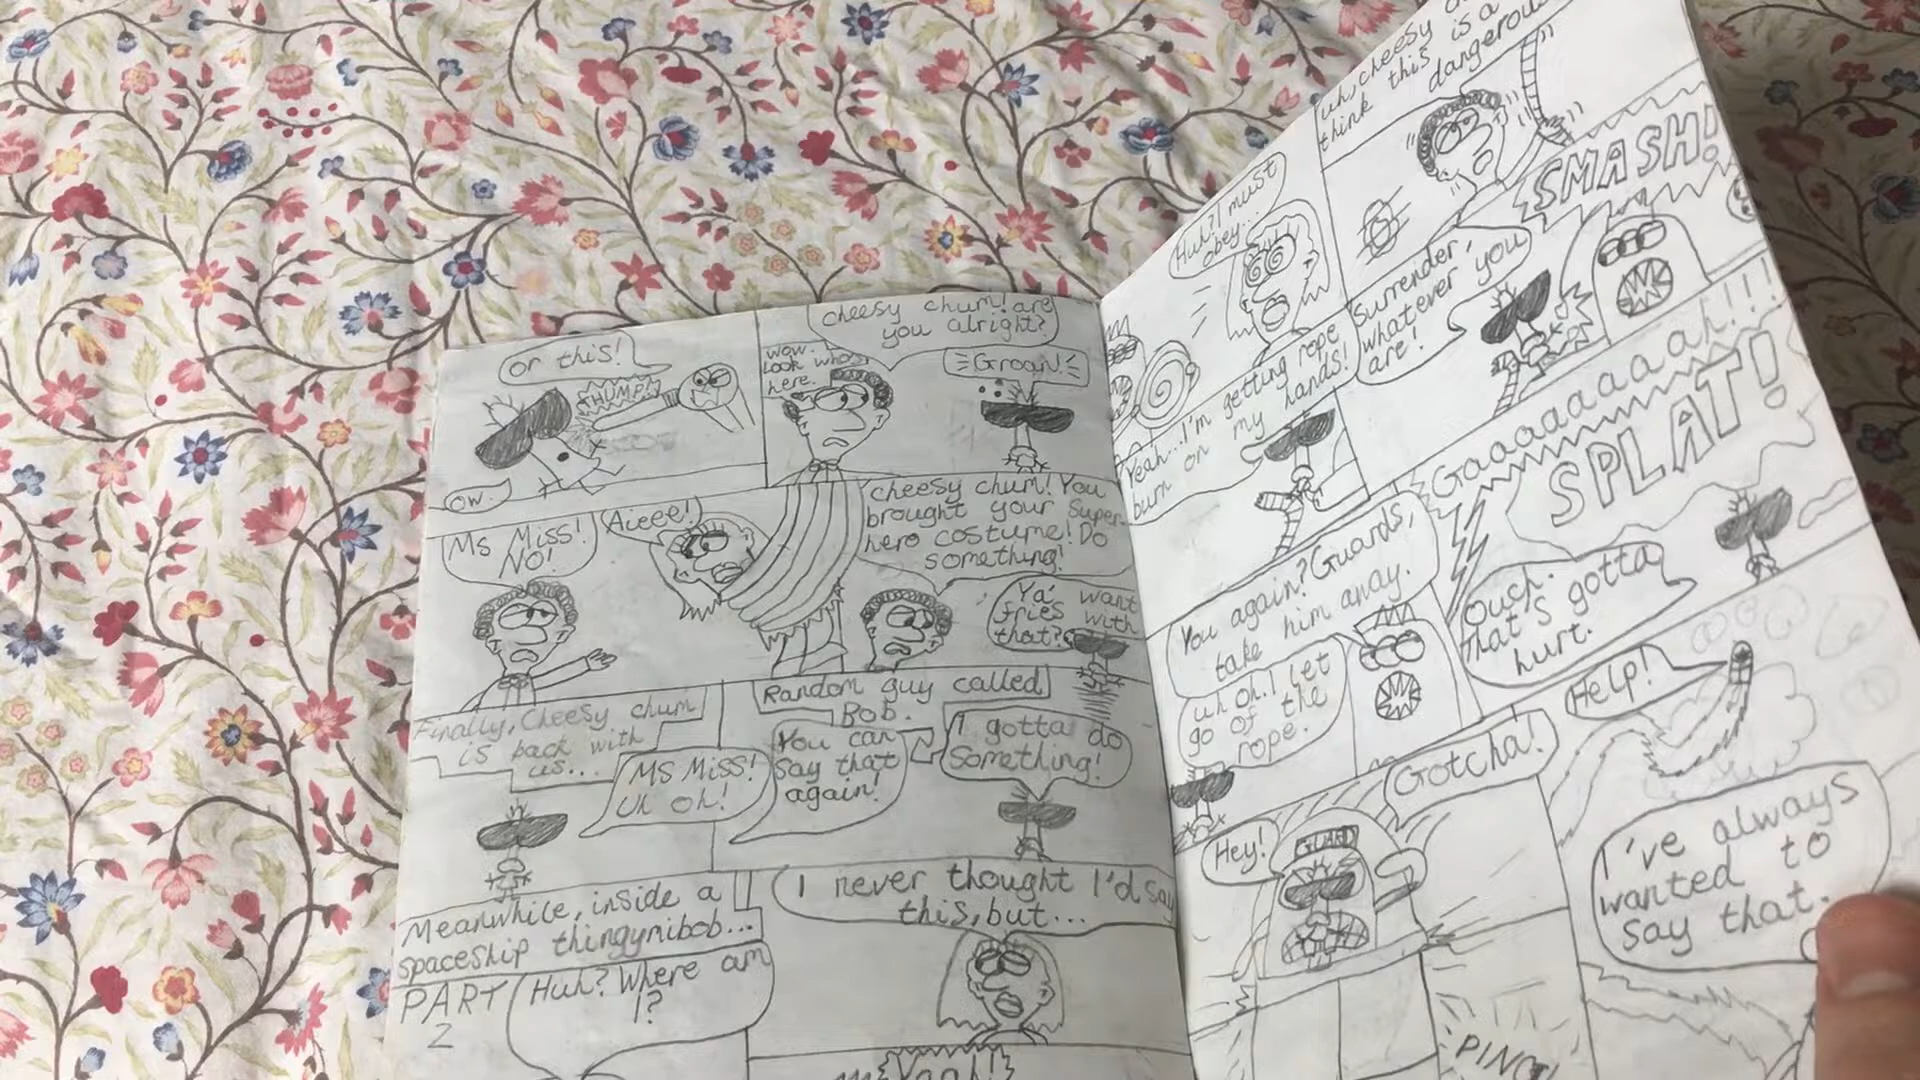 or this!
THUMP!
ow.
cheesy chum! are
you alright?
wow.
Look whos
here.
Groan!
Ms Miss!
NO!
Aieee!
cheesy chum! You
brought your super
hero costume! Do
something!
Ya' want
fries with
that?
Finally, Cheesy chum
is back with
us...
Ms Miss!
Uh oh!
Random guy called
Bob.
You can
say that
again!
I gotta do
something!
Meanwhile, inside a
spaceship thingymibob...
PART
2
Huh? Where am
I?
I never thought I'd say
this, but...
Yaah!
uh, cheesy
think this is a
dangerous
Huh? I must
obey...
SMASH!
Surrender,
whatever you
are!
Yeah... I'm getting rope
burn on my hands!
Gaaaaaaaah!!!
SPLAT!
You again? Guards,
take him away.
uh oh. I let
go of the
rope.
Ouch.
That's gotta
hurt.
Help!
Gotcha!
Hey!
GUARD
I've always
wanted to
say that.